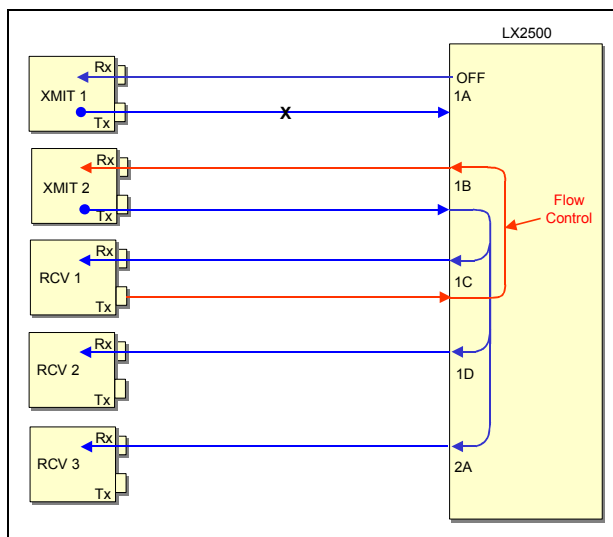 LX2500
Rx
OFF
XMIT 1
1A
X
Tx
Rx
1B
XMIT 2
Flow
Control
Tx
Rx
1C
RCV 1
Tx
Rx
RCV 2
1D
Tx
Rx
RCV 3
2A
Tx